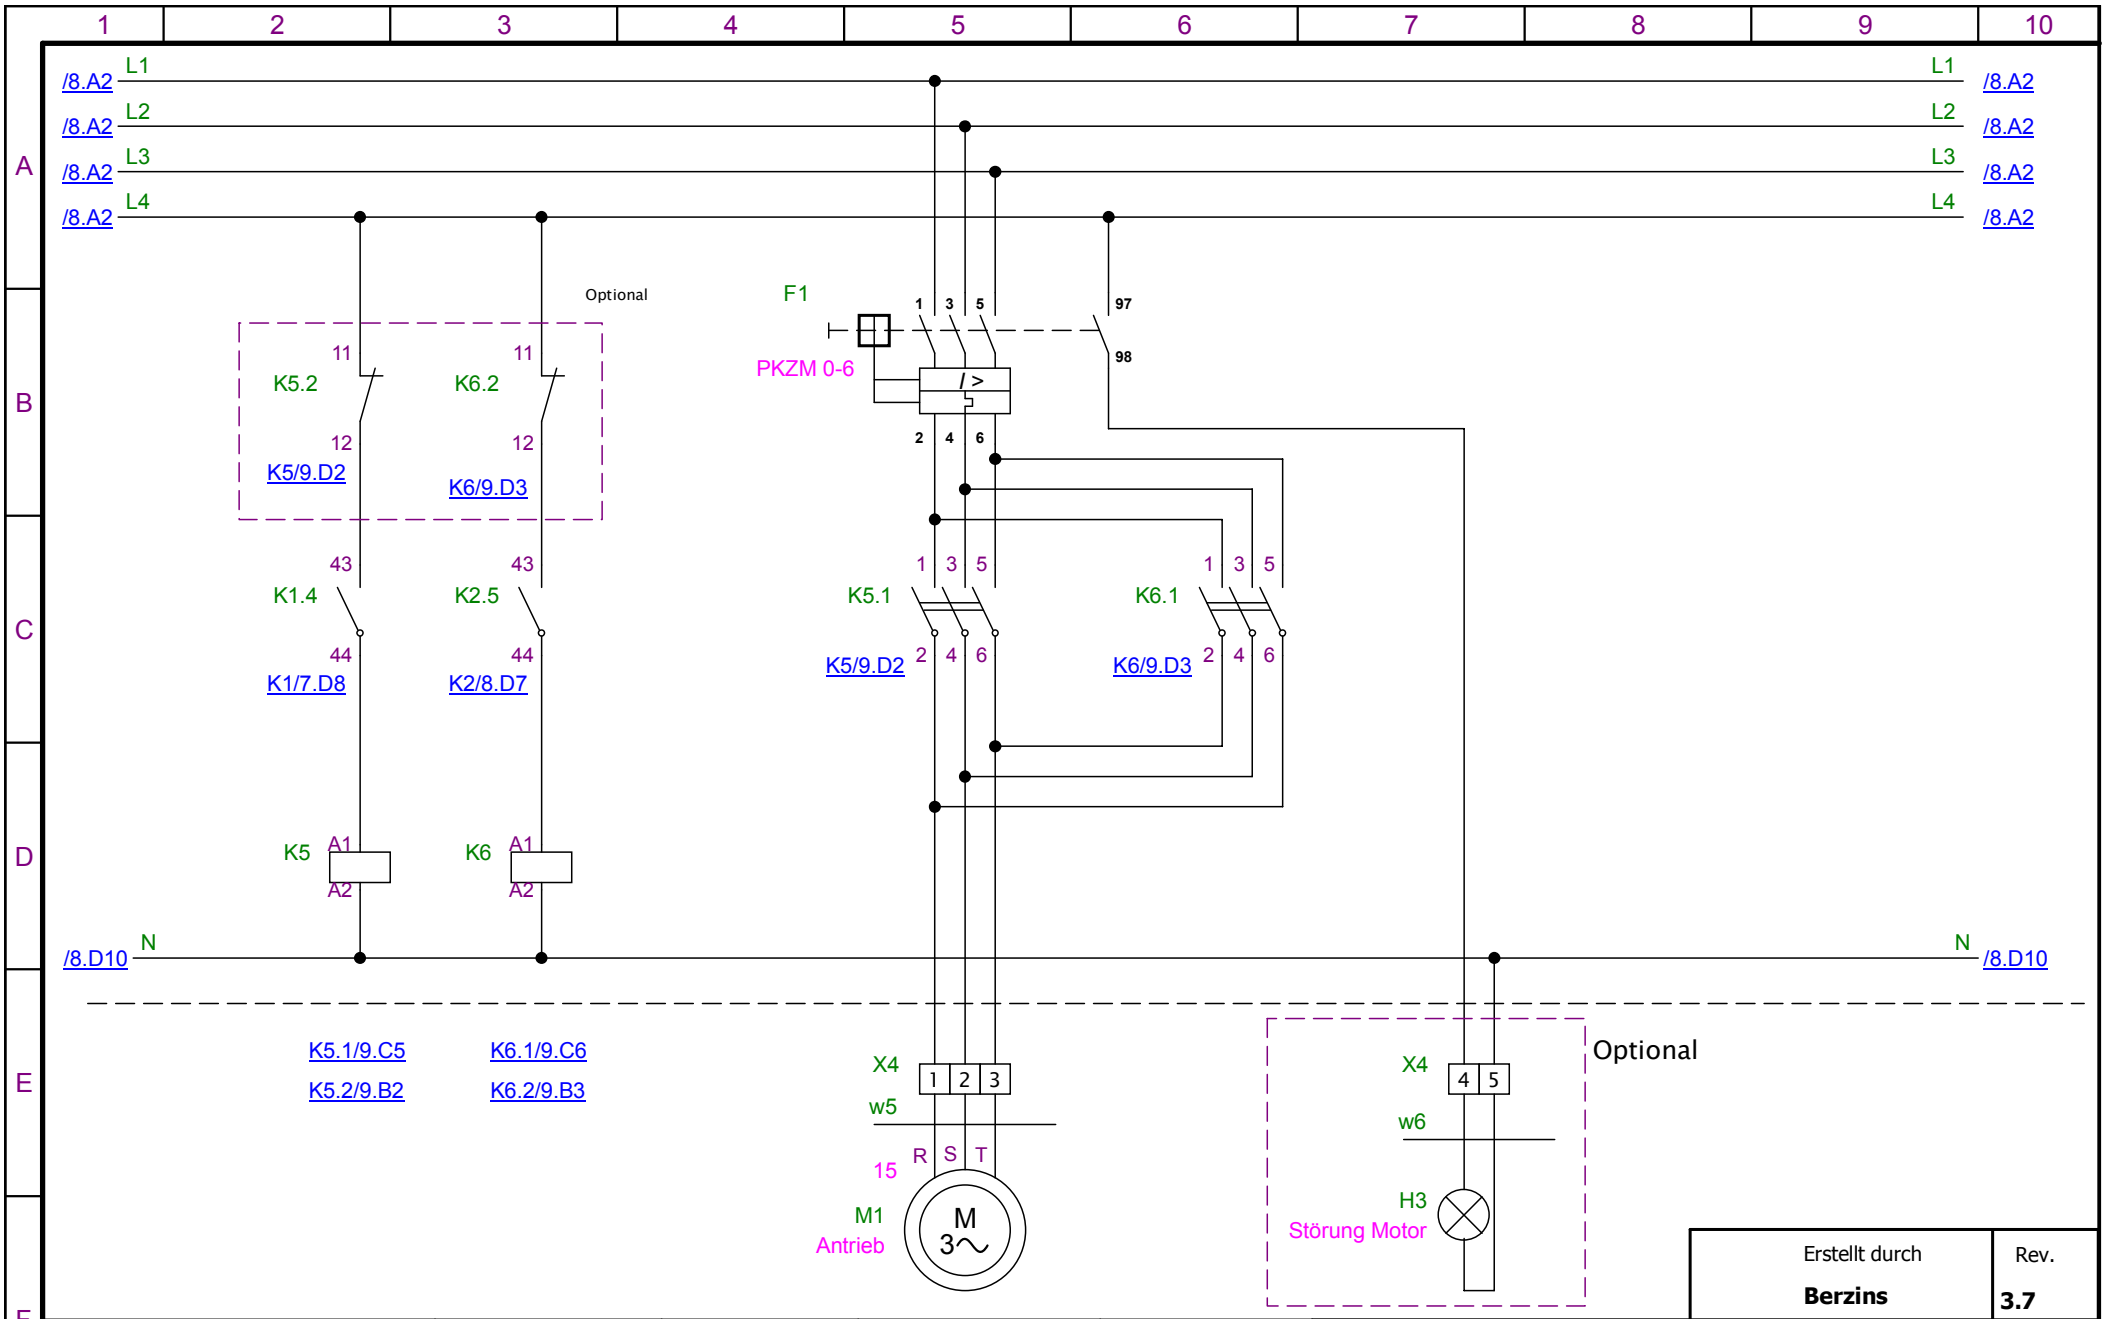 1 2 3 4 5 6 7 8 9 10
L1 L1
/8.A2 /8.A2
L2 L2
/8.A2 /8.A2
L3 L3
A /8.A2 /8.A2
L4 L4
/8.A2 /8.A2
Optional F1 1 3 5 97
11 11 98
PKZM 0-6 I >
K5.2 K6.2
B
12 12 2 4 6
K5/9.D2 K6/9.D3
43 43 1 3 5 1 3 5
K1.4 K2.5 K5.1 K6.1
C
44 44 K5/9.D2 2 4 6 K6/9.D3 2 4 6
K1/7.D8 K2/8.D7
A1 A1
D K5 K6
A2 A2
N N
/8.D10 /8.D10
K5.1/9.C5 K6.1/9.C6 Optional
X4 1 2 3 X4 4 5
E
K5.2/9.B2 K6.2/9.B3
w5 w6
R S T
15
M1 M H3
Antrieb 3 Störung Motor
Erstellt durch Rev.
Berzins 3.7